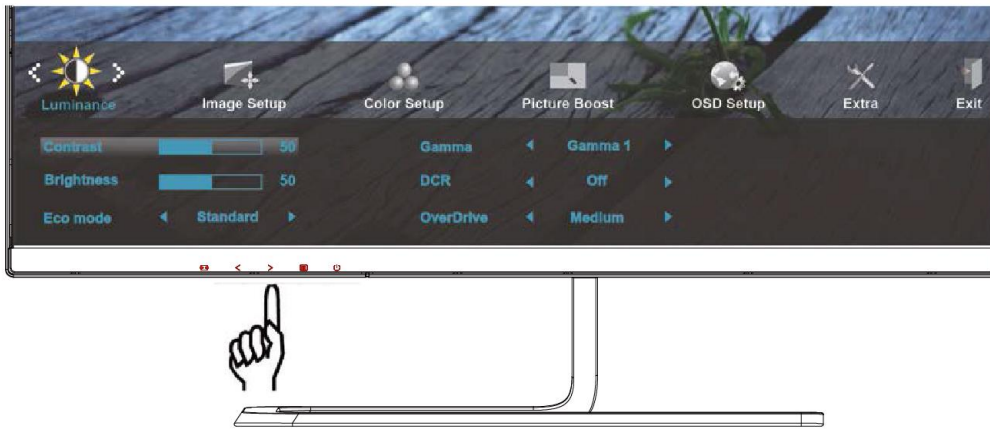 Luminance Image Setup Color Setup Picture Boost OSD Setup Extra Exit
Contrast 50 Gamma Gamma 1
Brightness 50 DCR Off
Eco mode Standard OverDrive Medium